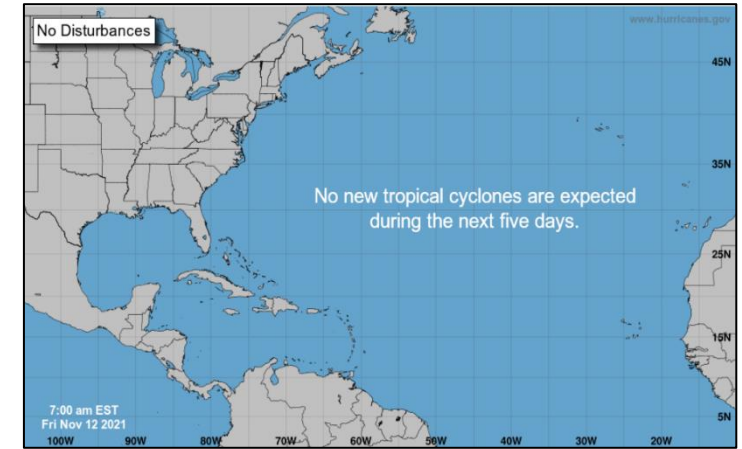 No Disturbances
www.hurricanes.gov
45N
35N
No new tropical cyclones are expected
during the next five days.
25N
15N
7:00 am EST
Fri Nov 12 2021
5N
100W 90W 80W 70W 60W 50W 40W 30W 20W